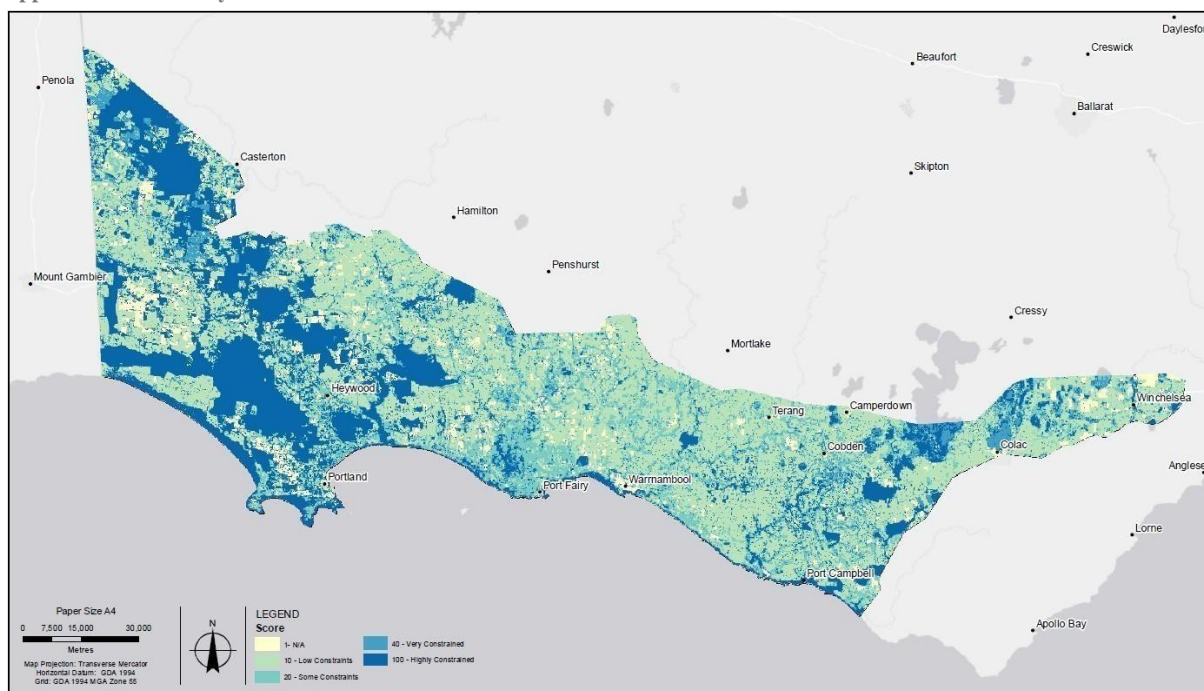 Daylesfor
Creswick
Beaufort
Penola
Ballarat
Casterton
Skipton
Hamilton
Penshurst
Mount Gambier
Cressy
Mortlake
Heywood
Winchelsea
Terang
Camperdown
Cobden
Colac
Anglese
Portland
Port Fairy
Warrnambool
Lorne
Port Campbell
Apollo Bay
Paper Size A4
0 7,500 15,000 30,000
Metres
Map Projection: Transverse Mercator
Horizontal Datum: GDA 1994
Grid: GDA 1994 MGA Zone 55
N
LEGEND
Score
1- N/A
10 - Low Constraints
20 - Some Constraints
40 - Very Constrained
100 - Highly Constrained